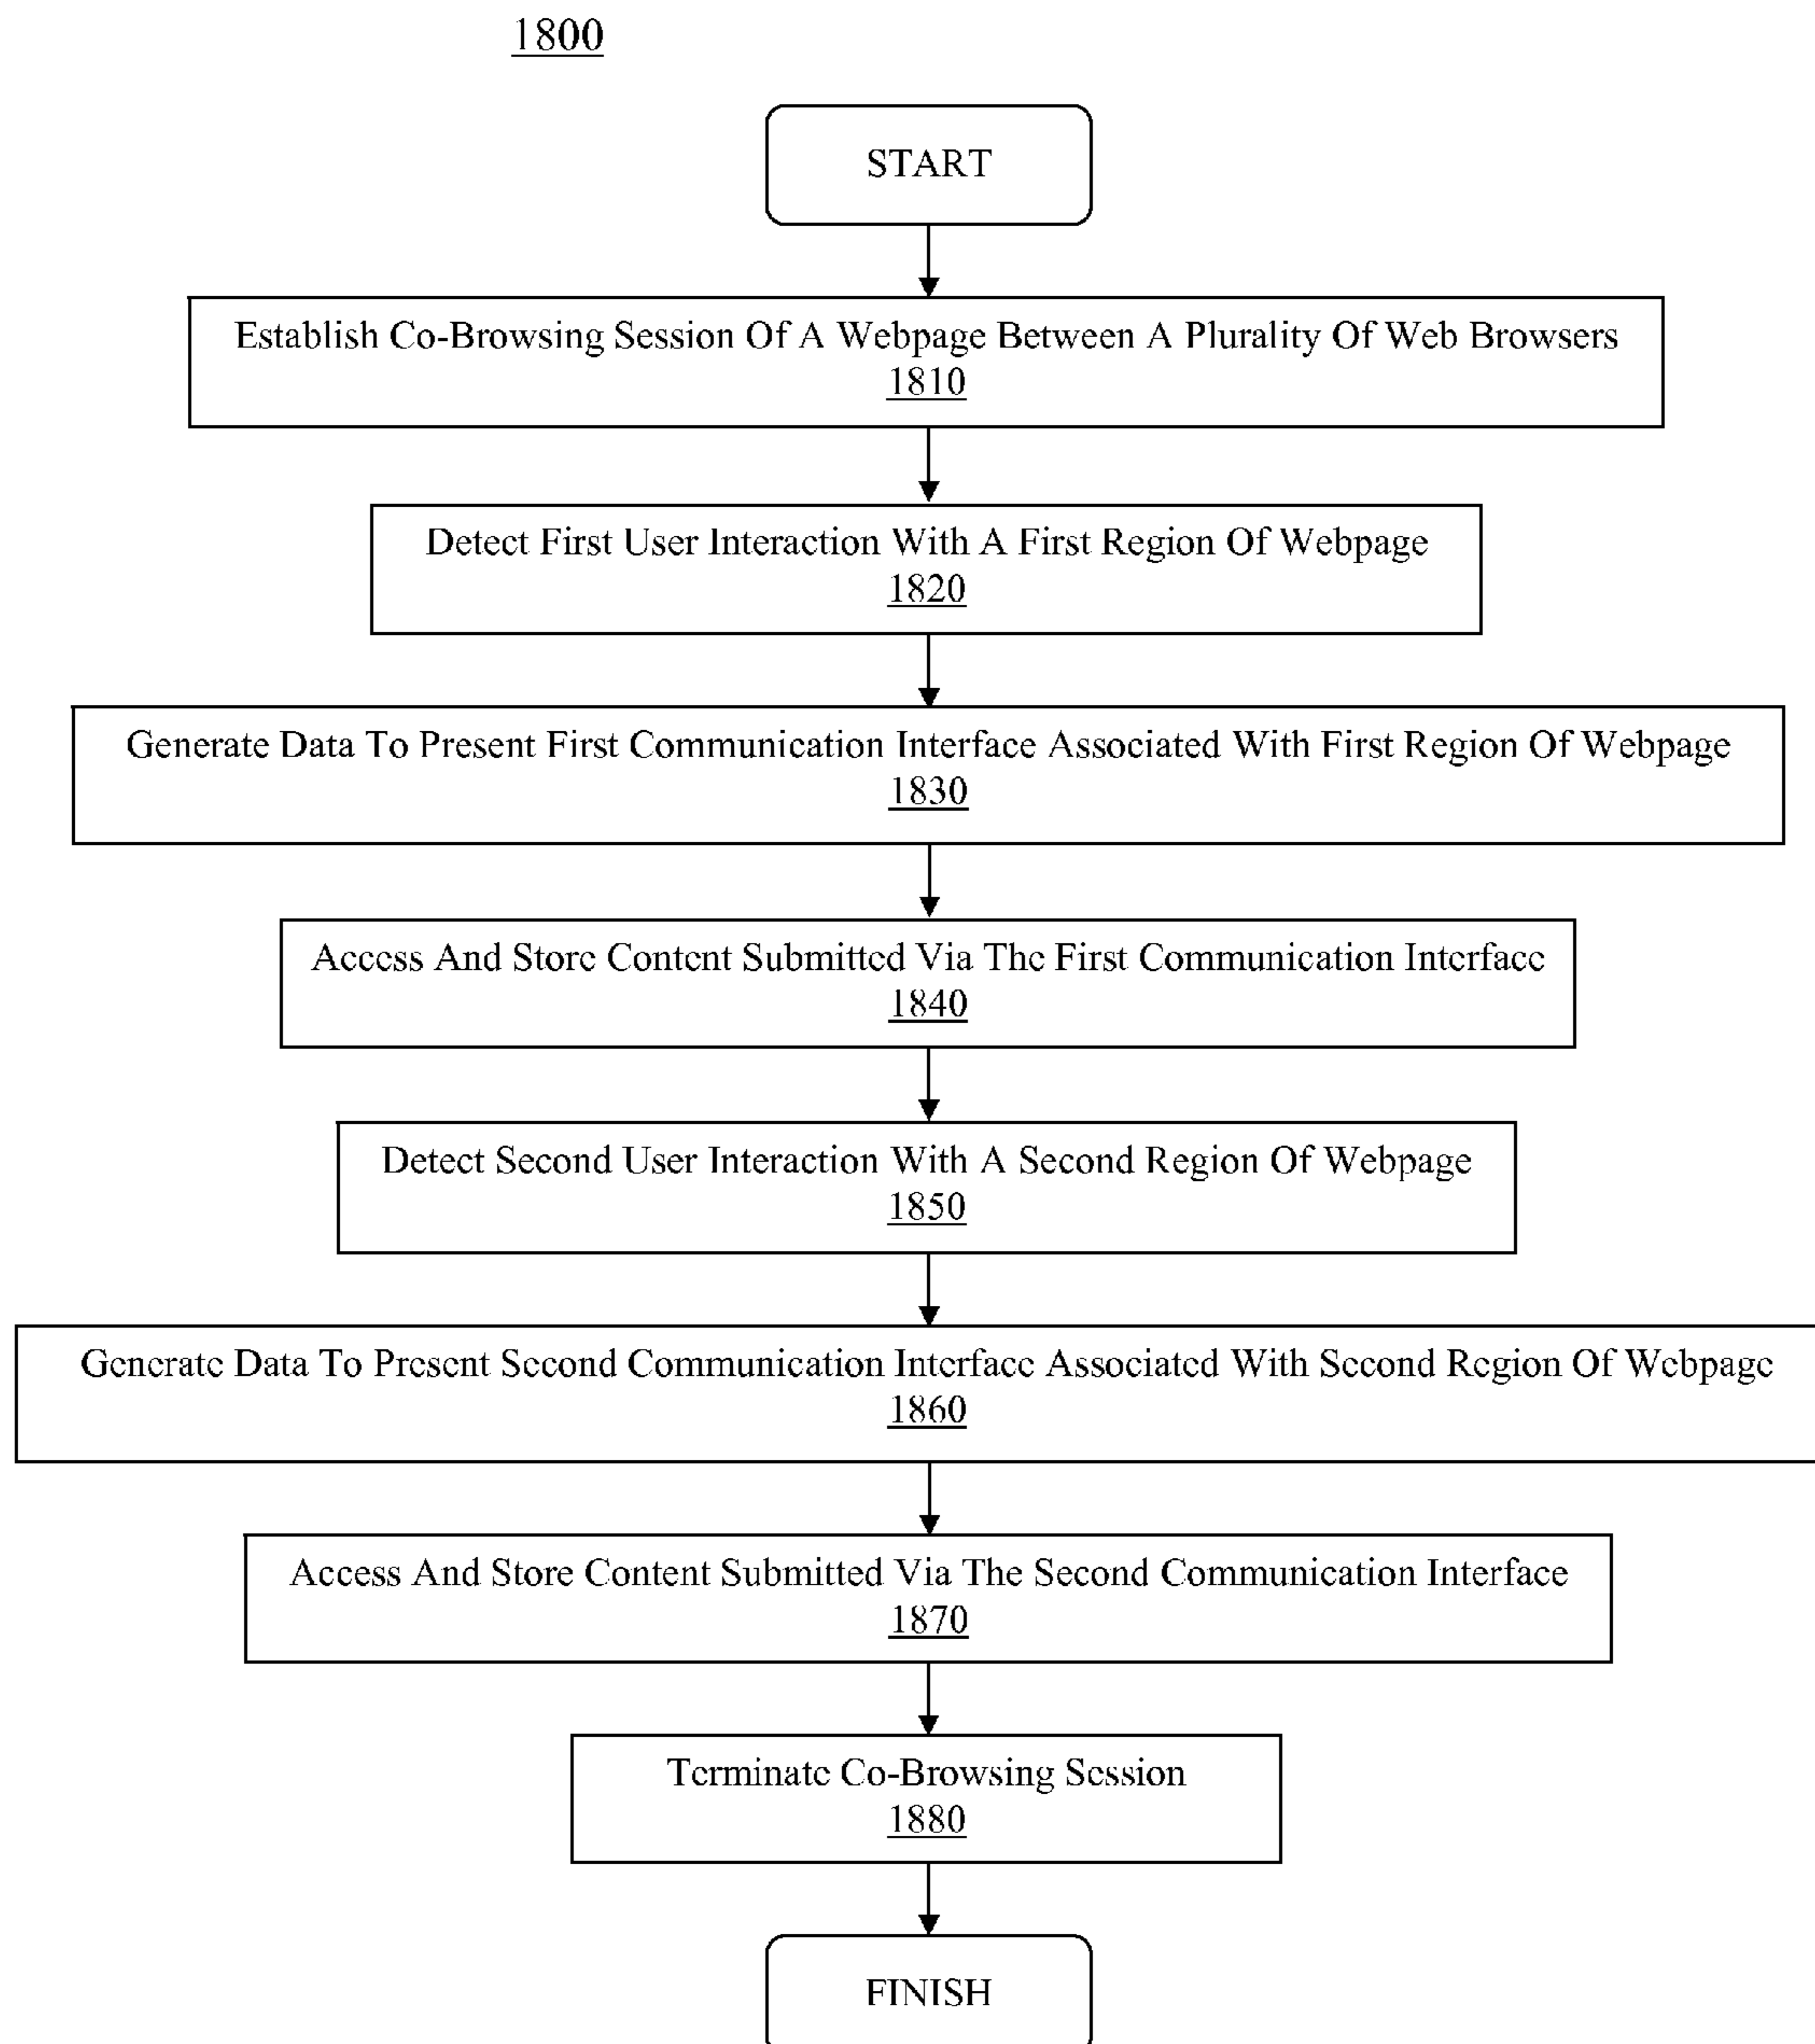 1800
START
Establish Co-Browsing Session Of A Webpage Between A Plurality Of Web Browsers
1810
Detect First User Interaction With A First Region Of Webpage
1820
Generate Data To Present First Communication Interface Associated With First Region Of Webpage
1830
Access And Store Content Submitted Via The First Communication Interface
1840
Detect Second User Interaction With A Second Region Of Webpage
1850
Generate Data To Present Second Communication Interface Associated With Second Region Of Webpage
1860
Access And Store Content Submitted Via The Second Communication Interface
1870
Terminate Co-Browsing Session
1880
FINISH